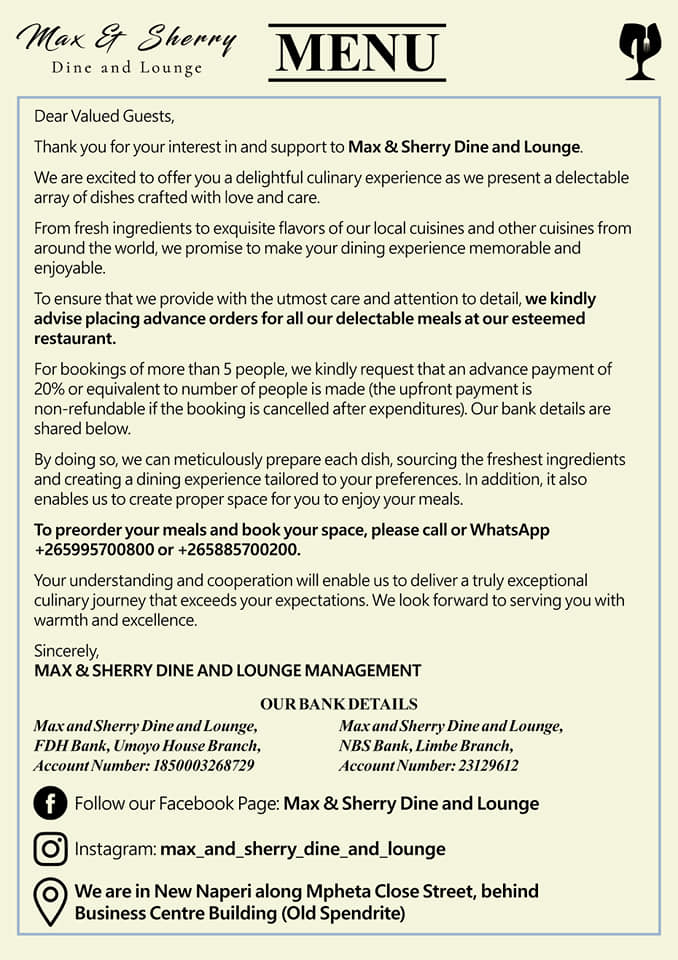 Max & Sherry
Dine and Lounge
MENU
Dear Valued Guests,
Thank you for your interest in and support to Max & Sherry Dine and Lounge.
We are excited to offer you a delightful culinary experience as we present a delectable
array of dishes crafted with love and care.
From fresh ingredients to exquisite flavors of our local cuisines and other cuisines from
around the world, we promise to make your dining experience memorable and
enjoyable.
To ensure that we provide with the utmost care and attention to detail, we kindly
advise placing advance orders for all our delectable meals at our esteemed
restaurant.
For bookings of more than 5 people, we kindly request that an advance payment of
20% or equivalent to number of people is made (the upfront payment is
non-refundable if the booking is cancelled after expenditures). Our bank details are
shared below.
By doing so, we can meticulously prepare each dish, sourcing the freshest ingredients
and creating a dining experience tailored to your preferences. In addition, it also
enables us to create proper space for you to enjoy your meals.
To preorder your meals and book your space, please call or WhatsApp
+265995700800 or +265885700200.
Your understanding and cooperation will enable us to deliver a truly exceptional
culinary journey that exceeds your expectations. We look forward to serving you with
warmth and excellence.
Sincerely,
MAX & SHERRY DINE AND LOUNGE MANAGEMENT
OUR BANK DETAILS
Max and Sherry Dine and Lounge,
FDH Bank, Umoyo House Branch,
Account Number: 1850003268729
Max and Sherry Dine and Lounge,
NBS Bank, Limbe Branch,
Account Number: 23129612
Follow our Facebook Page: Max & Sherry Dine and Lounge
Instagram: max_and_sherry_dine_and_lounge
We are in New Naperi along Mpheta Close Street, behind
Business Centre Building (Old Spendrite)